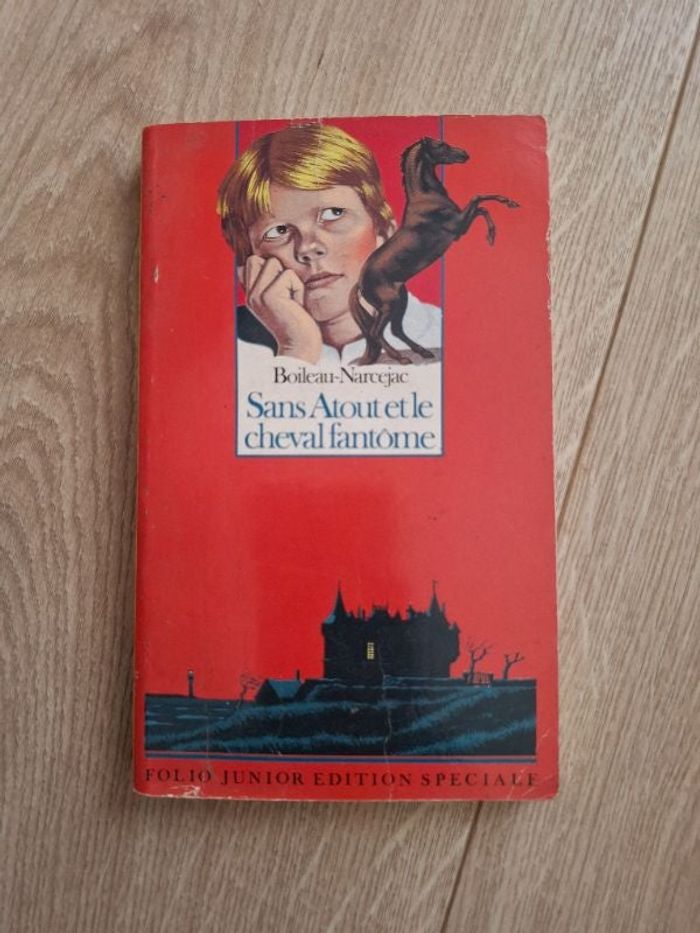 Boileau-Narcejac
Sans Atout et le
cheval fantôme
FOLIO JUNIOR EDITION SPECIALE